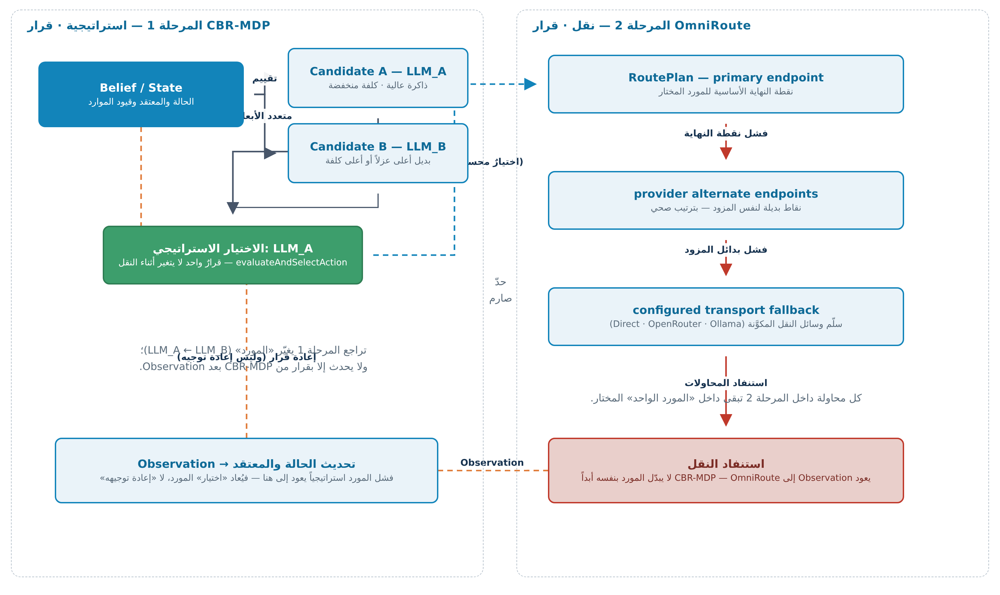 المرحلة 1 — استراتيجية · قرار CBR-MDP
المرحلة 2 — نقل · قرار OmniRoute
Belief / State
الحالة والمعتقد وقيود الموارد
تقييم
متعدد
Candidate A — LLM_A
ذاكرة عالية · كلفة منخفضة
Candidate B — LLM_B
بديل أعلى عزلاً أو أعلى كلفة
(اختيارٌ
الاختيار الاستراتيجي: LLM_A
evaluateAndSelectAction — قرارٌ واحد لا يتغير أثناء النقل
تراجع المرحلة 1 يغيّر «المورد» (LLM_A ← LLM_B)؛
إعادة قرار (وليس إعادة توجيه)
ولا يحدث إلا بقرار من CBR-MDP بعد Observation.
Observation → تحديث الحالة والمعتقد
فشل المورد استراتيجياً يعود إلى هنا — فيُعاد «اختيار» المورد، لا «إعادة توجيهه»
حدّ
صارم
Observation
RoutePlan — primary endpoint
نقطة النهاية الأساسية للمورد المختار
فشل نقطة النهاية
provider alternate endpoints
نقاط بديلة لنفس المزود — بترتيب صحي
فشل بدائل المزود
configured transport fallback
سلّم وسائل النقل المكوَّنة (Direct · OpenRouter · Ollama)
استنفاد المحاولات
كل محاولة داخل المرحلة 2 تبقى داخل «المورد الواحد» المختار.
استنفاد النقل
يعود Observation إلى CBR-MDP — OmniRoute لا يبدّل المورد بنفسه أبداً